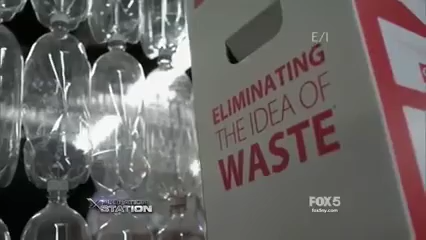 E/I
ELIMINATING
THE IDEA OF
WASTE
STATION
FOX 5
fox5ny.com